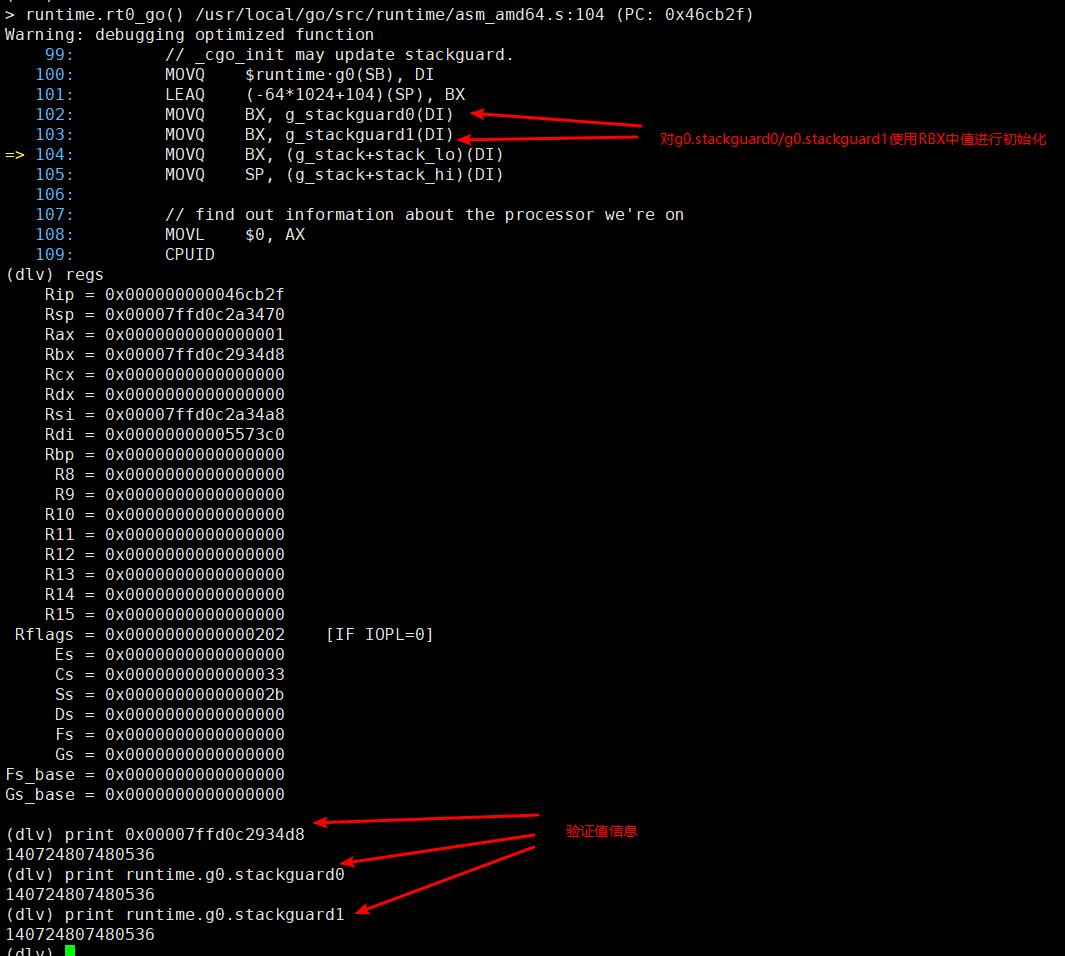 > runtime.rt0_go() /usr/local/go/src/runtime/asm_amd64.s:104 (PC: 0x46cb2f)
Warning: debugging optimized function
99: // _cgo_init may update stackguard.
100: MOVQ $runtime·g0(SB), DI
101: LEAQ (-64*1024+104)(SP), BX
102: MOVQ BX, g_stackguard0(DI)
103: MOVQ BX, g_stackguard1(DI)
对g0.stackguard0/g0.stackguard1使用RBX中值进行初始化
=> 104: MOVQ BX, (g_stack+stack_lo)(DI)
105: MOVQ SP, (g_stack+stack_hi)(DI)
106:
107: // find out information about the processor we're on
108: MOVL $0, AX
109: CPUID
(dlv) regs
Rip = 0x000000000046cb2f
Rsp = 0x00007ffd0c2a3470
Rax = 0x0000000000000001
Rbx = 0x00007ffd0c2934d8
Rcx = 0x0000000000000000
Rdx = 0x0000000000000000
Rsi = 0x00007ffd0c2a34a8
Rdi = 0x00000000005573c0
Rbp = 0x0000000000000000
R8 = 0x0000000000000000
R9 = 0x0000000000000000
R10 = 0x0000000000000000
R11 = 0x0000000000000000
R12 = 0x0000000000000000
R13 = 0x0000000000000000
R14 = 0x0000000000000000
R15 = 0x0000000000000000
Rflags = 0x0000000000000202 [IF IOPL=0]
Es = 0x0000000000000000
Cs = 0x0000000000000033
Ss = 0x000000000000002b
Ds = 0x0000000000000000
Fs = 0x0000000000000000
Gs = 0x0000000000000000
Fs_base = 0x0000000000000000
Gs_base = 0x0000000000000000
(dlv) print 0x00007ffd0c2934d8
验证值信息
140724807480536
(dlv) print runtime.g0.stackguard0
140724807480536
(dlv) print runtime.g0.stackguard1
140724807480536
(dlv)